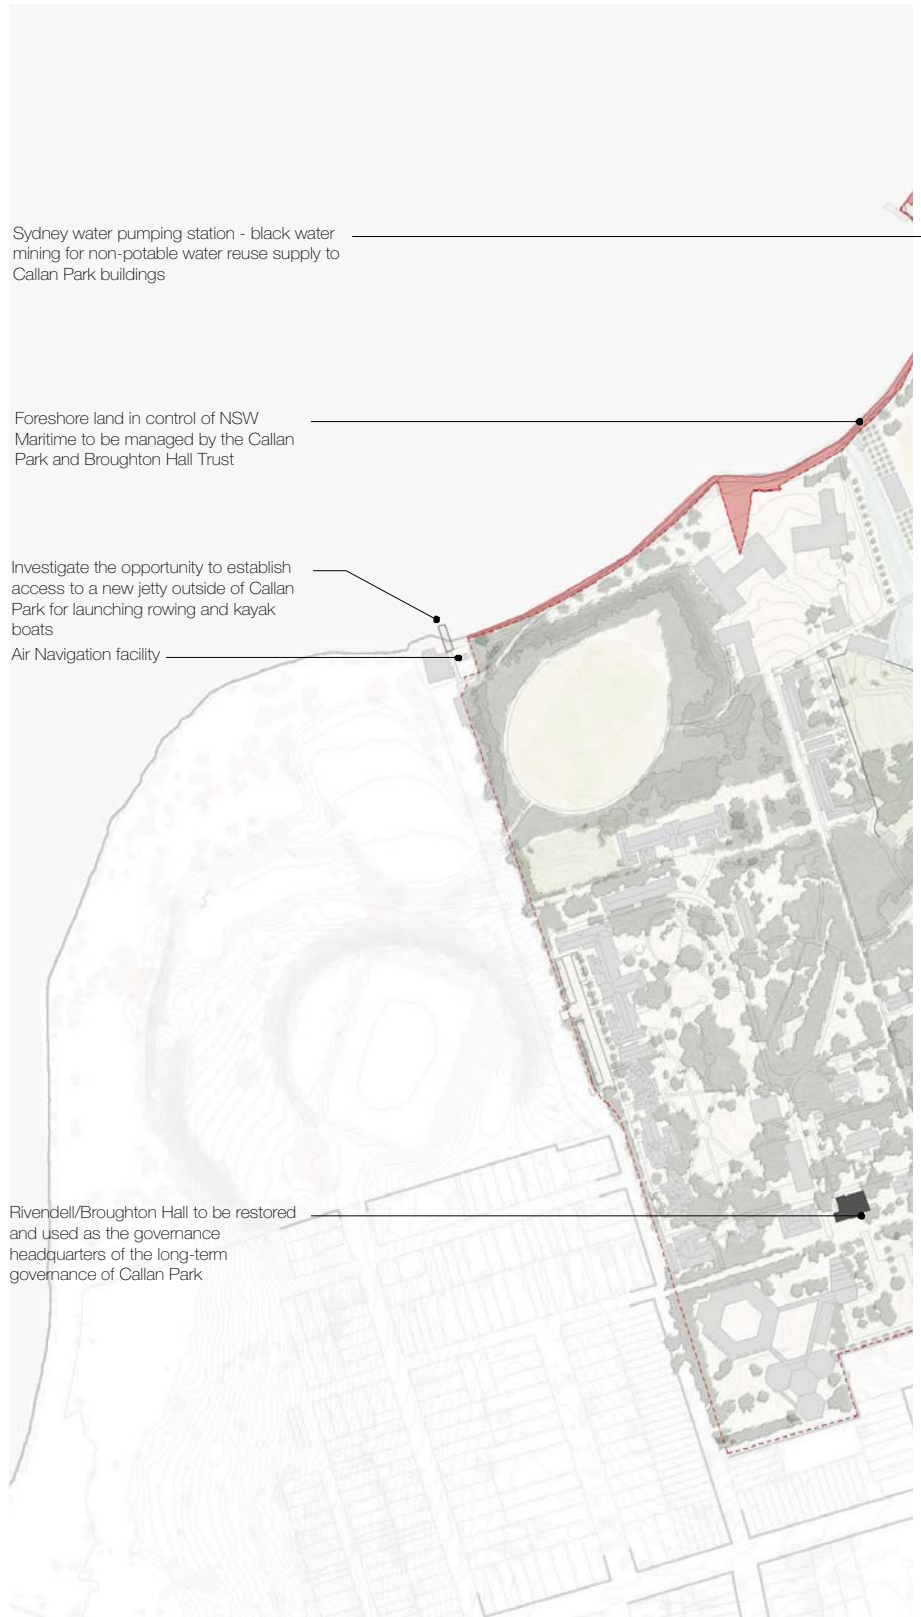 Sydney water pumping station - black water
mining for non-potable water reuse supply to
Callan Park buildings
Foreshore land in control of NSW
Maritime to be managed by the Callan
Park and Broughton Hall Trust
Investigate the opportunity to establish
access to a new jetty outside of Callan
Park for launching rowing and kayak
boats
Air Navigation facility
Rivendell/Broughton Hall to be restored
and used as the governance
headquarters of the long-term
governance of Callan Park